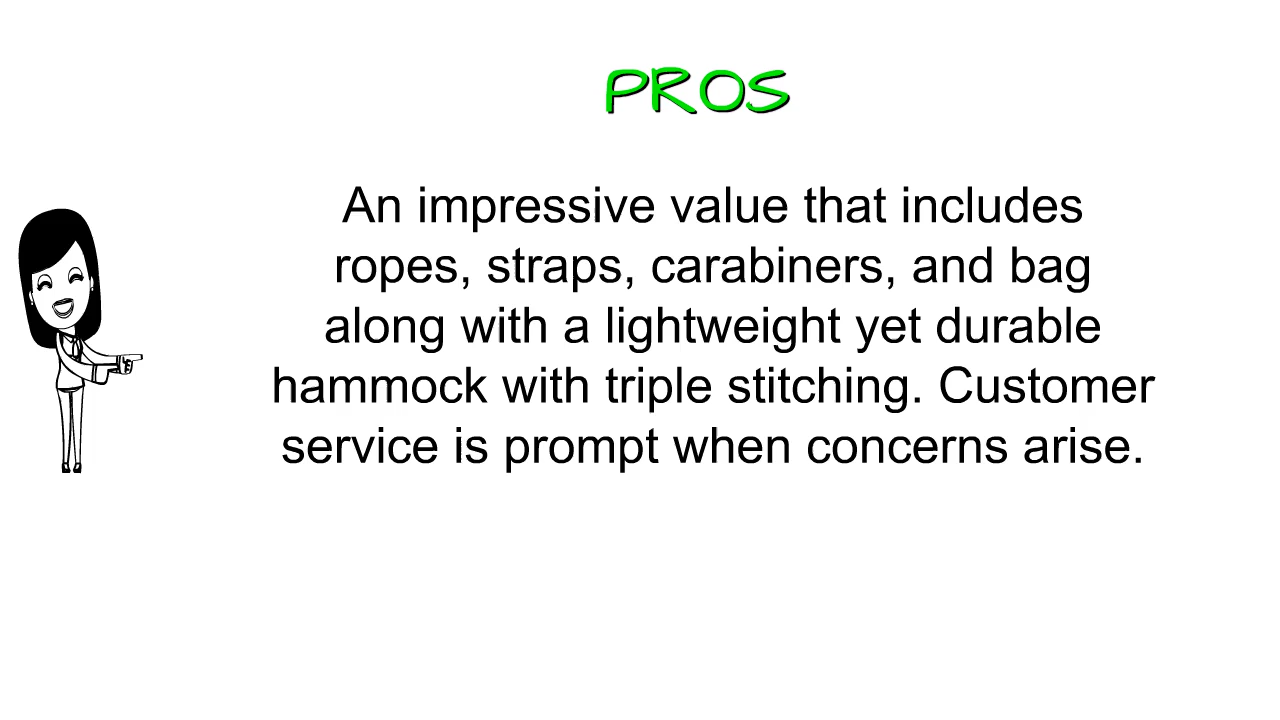 PROS
An impressive value that includes
ropes, straps, carabiners, and bag
along with a lightweight yet durable
hammock with triple stitching. Customer
service is prompt when concerns arise.